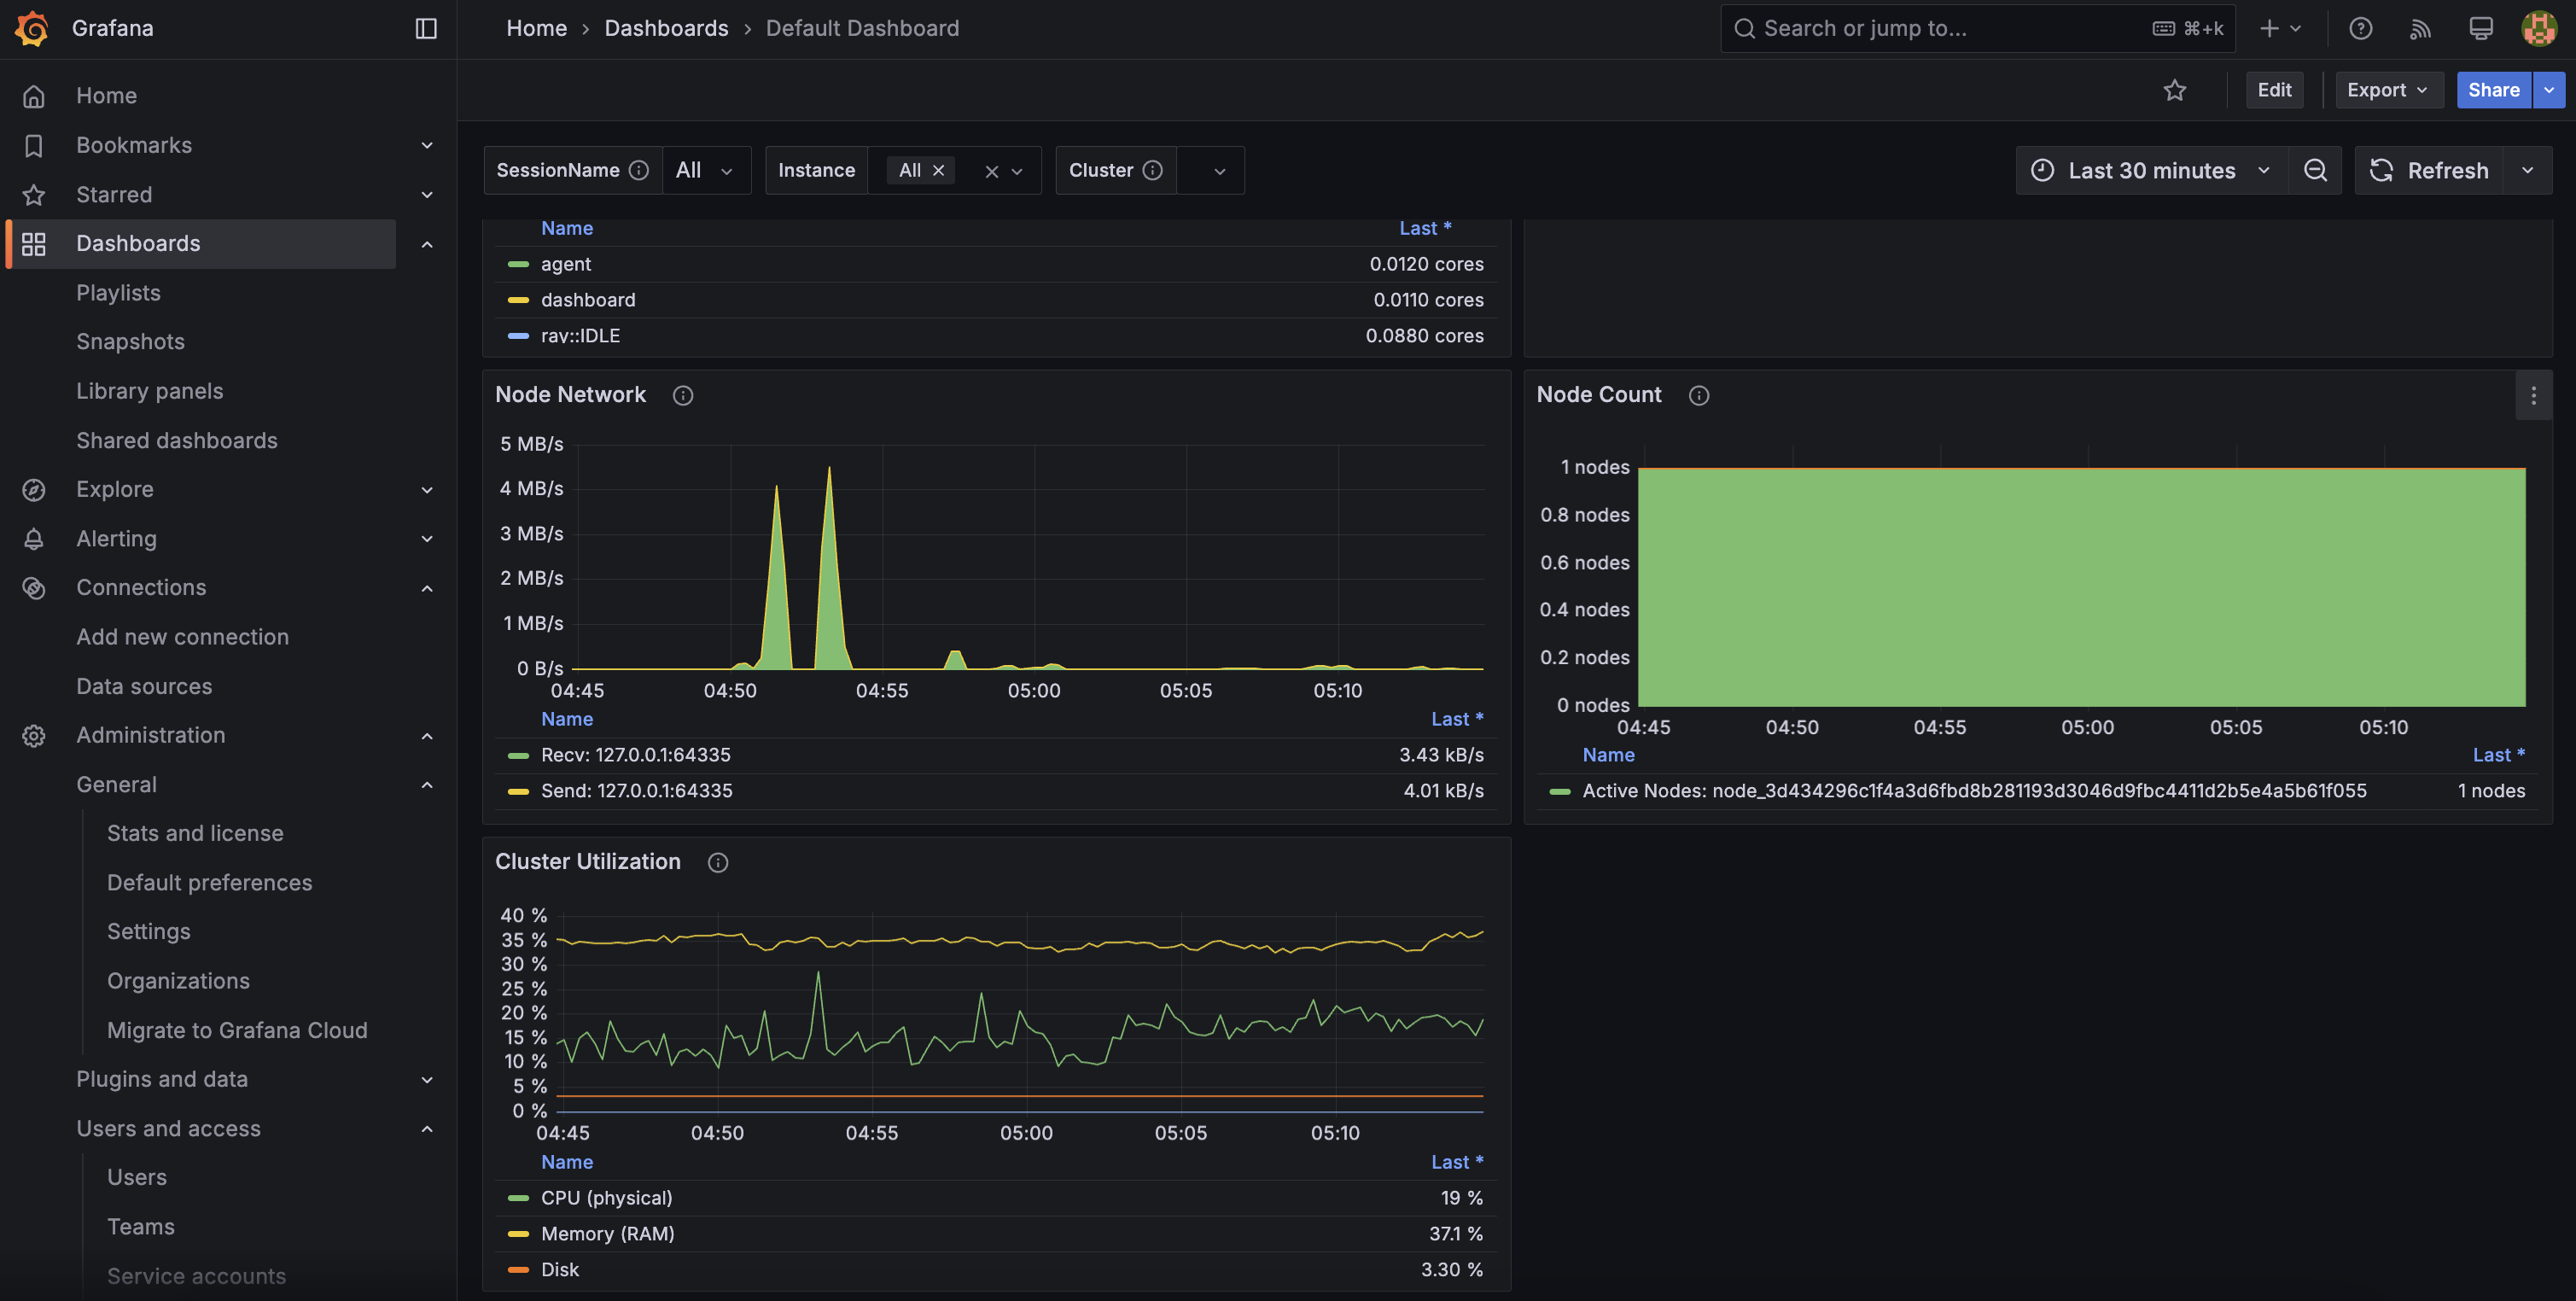 Grafana
Home › Dashboards › Default Dashboard
Search or jump to... ⌘+k
Home
Bookmarks
Starred
Dashboards
Playlists
Snapshots
Library panels
Shared dashboards
Explore
Alerting
Connections
Add new connection
Data sources
Administration
General
Stats and license
Default preferences
Settings
Organizations
Migrate to Grafana Cloud
Plugins and data
Users and access
Users
Teams
Service accounts
Edit Export Share
SessionName All Instance All Cluster
Last 30 minutes Refresh
Name Last *
agent 0.0120 cores
dashboard 0.0110 cores
ray::IDLE 0.0880 cores
Node Network
5 MB/s
4 MB/s
3 MB/s
2 MB/s
1 MB/s
0 B/s
04:45 04:50 04:55 05:00 05:05 05:10
Name Last *
Recv: 127.0.0.1:64335 3.43 kB/s
Send: 127.0.0.1:64335 4.01 kB/s
Node Count
1 nodes
0.8 nodes
0.6 nodes
0.4 nodes
0.2 nodes
0 nodes
04:45 04:50 04:55 05:00 05:05 05:10
Name Last *
Active Nodes: node_3d434296c1f4a3d6fbd8b281193d3046d9fbc4411d2b5e4a5b61f055 1 nodes
Cluster Utilization
40 %
35 %
30 %
25 %
20 %
15 %
10 %
5 %
0 %
04:45 04:50 04:55 05:00 05:05 05:10
Name Last *
CPU (physical) 19 %
Memory (RAM) 37.1 %
Disk 3.30 %